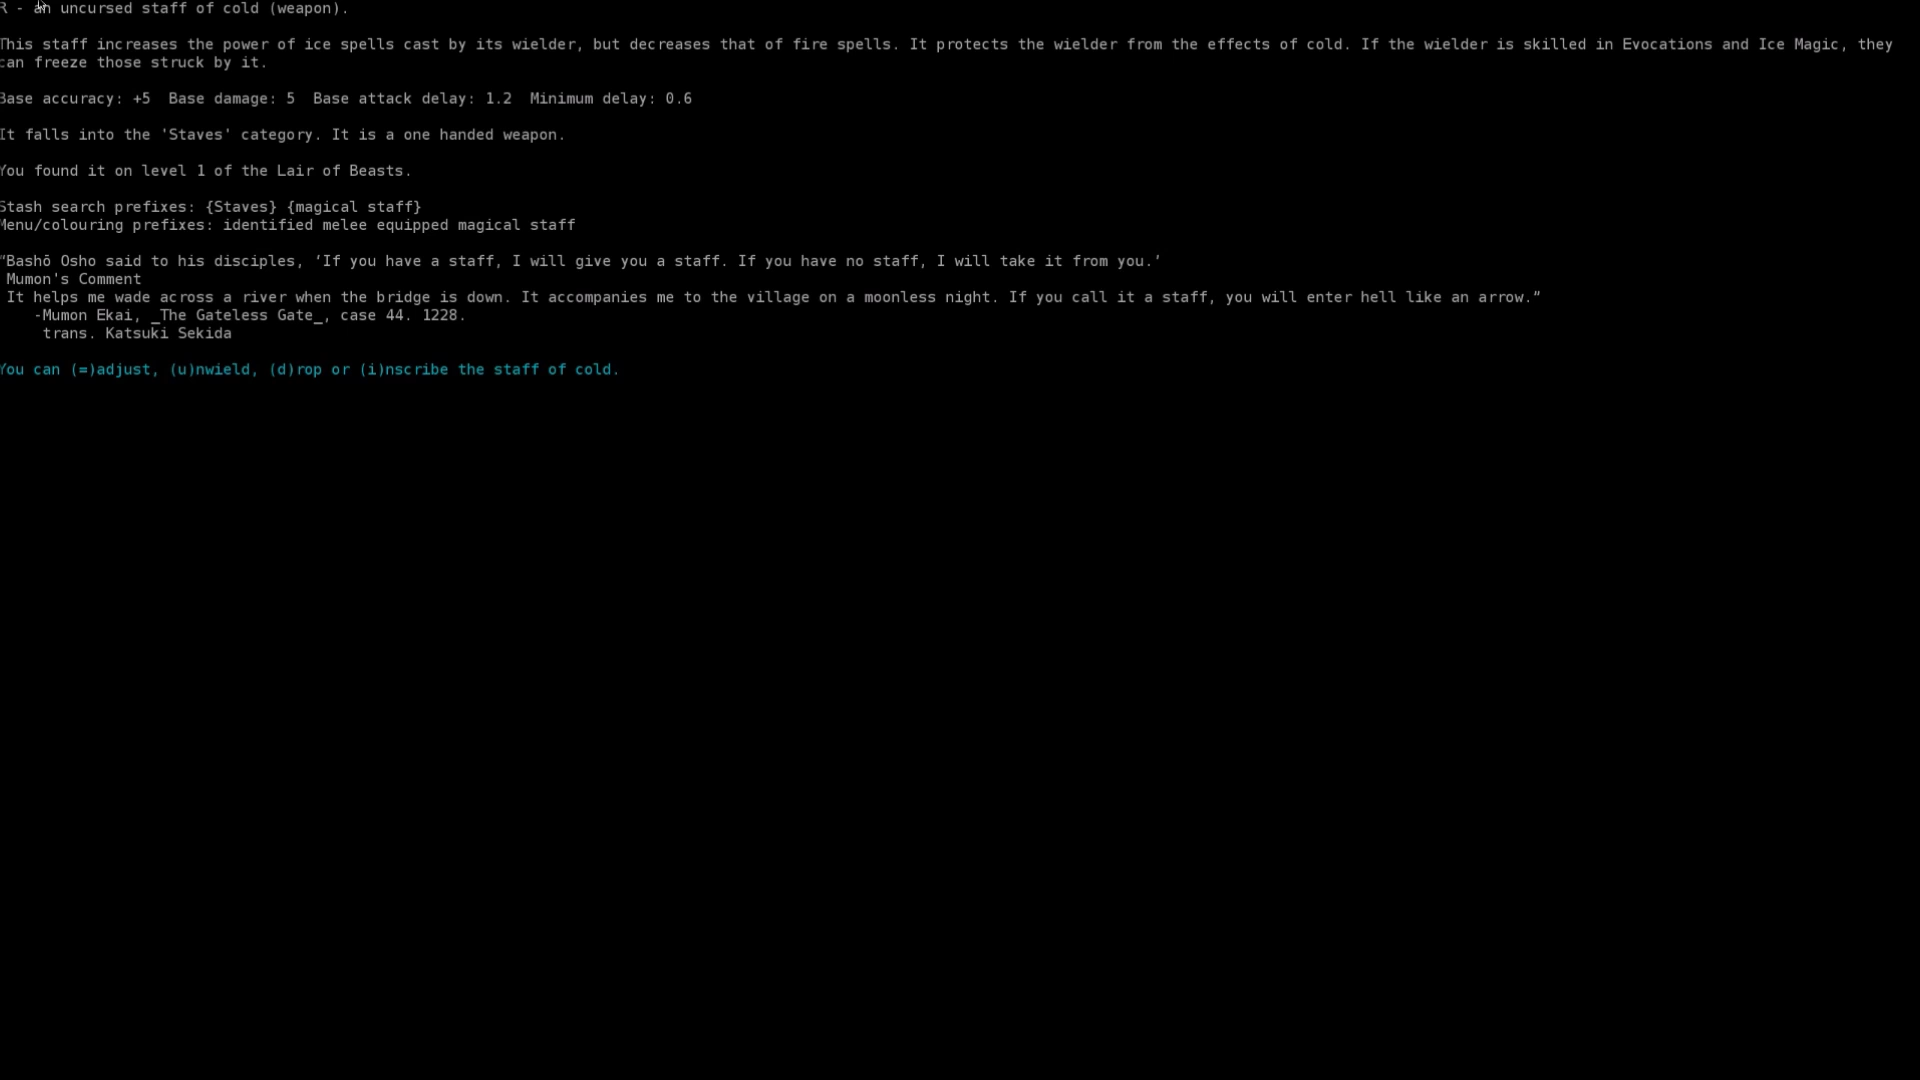 R - an uncursed staff of cold (weapon).
This staff increases the power of ice spells cast by its wielder, but decreases that of fire spells. It protects the wielder from the effects of cold. If the wielder is skilled in Evocations and Ice Magic, they
can freeze those struck by it.
Base accuracy: +5  Base damage: 5  Base attack delay: 1.2  Minimum delay: 0.6
It falls into the 'Staves' category. It is a one handed weapon.
You found it on level 1 of the Lair of Beasts.
Stash search prefixes: {Staves} {magical staff}
Menu/colouring prefixes: identified melee equipped magical staff
“Bashō Osho said to his disciples, ‘If you have a staff, I will give you a staff. If you have no staff, I will take it from you.’
Mumon's Comment
It helps me wade across a river when the bridge is down. It accompanies me to the village on a moonless night. If you call it a staff, you will enter hell like an arrow.”
-Mumon Ekai, _The Gateless Gate_, case 44. 1228.
trans. Katsuki Sekida
You can (=)adjust, (u)nwield, (d)rop or (i)nscribe the staff of cold.